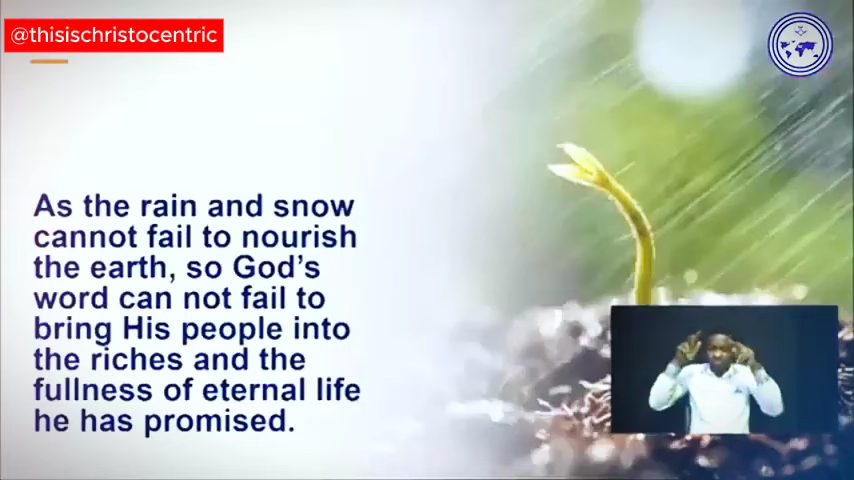 @thisischristocentric
As the rain and snow
cannot fail to nourish
the earth, so God's
word can not fail to
bring His people into
the riches and the
fullness of eternal life
he has promised.